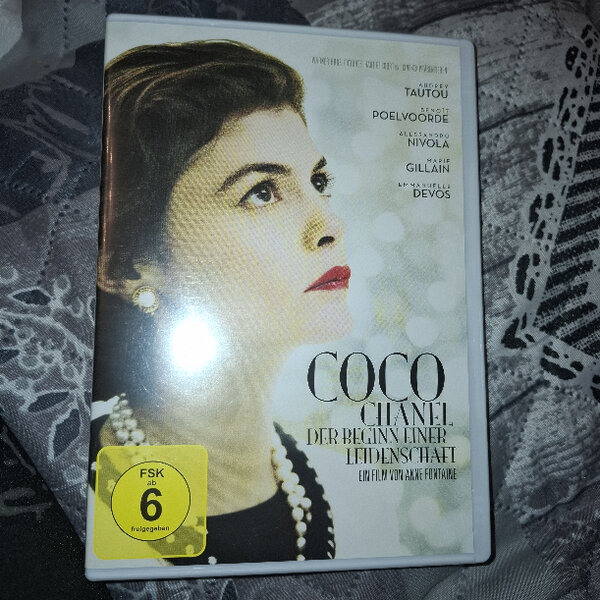 AUDREY
TAUTOU
BENOÎT
POELVOORDE
ALESSANDRO
NIVOLA
MARIE
GILLAIN
EMMANUELLE
DEVOS
COCO
CHANEL
DER BEGINN EINER
LEIDENSCHAFT
EIN FILM VON ANNE FONTAINE
FSK
ab
6
freigegeben